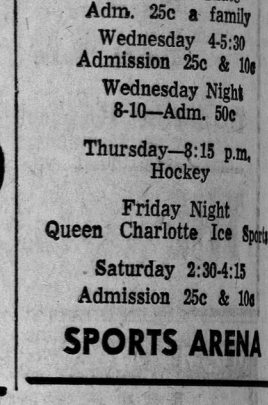 Adm. 25c a family
Wednesday 4-5:30
Admission 25c & 10c
Wednesday Night
8-10—Adm. 50c
Thursday—8:15 p.m.
Hockey
Friday Night
Queen Charlotte Ice Sports
Saturday 2:30-4:15
Admission 25c & 10c
SPORTS ARENA